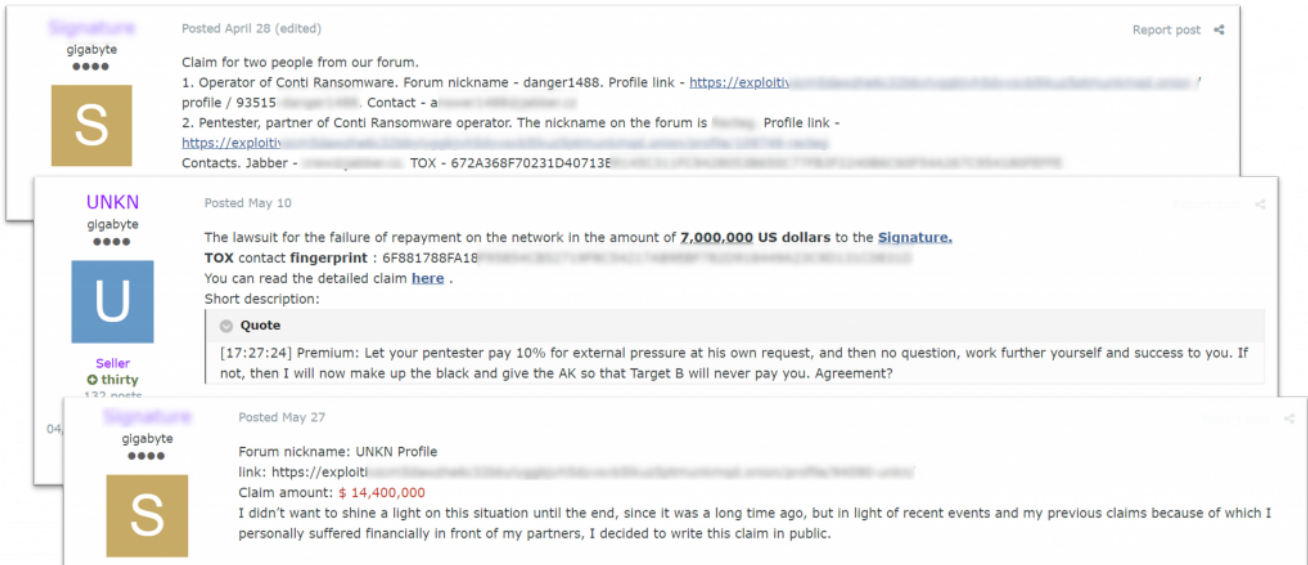 Signature
gigabyte
S
Posted April 28 (edited)
Report post
Claim for two people from our forum.
1. Operator of Conti Ransomware. Forum nickname - danger1488. Profile link - https://exploitiv /
profile / 93515 . Contact - a
2. Pentester, partner of Conti Ransomware operator. The nickname on the forum is Profile link -
https://exploitiv
Contacts. Jabber - TOX - 672A368F70231D40713E
UNKN
gigabyte
U
Seller
thirty
132 posts
04,
Posted May 10
The lawsuit for the failure of repayment on the network in the amount of 7,000,000 US dollars to the Signature.
TOX contact fingerprint : 6F881788FA18
You can read the detailed claim here .
Short description:
Quote
[17:27:24] Premium: Let your pentester pay 10% for external pressure at his own request, and then no question, work further yourself and success to you. If
not, then I will now make up the black and give the AK so that Target B will never pay you. Agreement?
Signature
gigabyte
S
Posted May 27
Forum nickname: UNKN Profile
link: https://exploiti
Claim amount: $ 14,400,000
I didn't want to shine a light on this situation until the end, since it was a long time ago, but in light of recent events and my previous claims because of which I
personally suffered financially in front of my partners, I decided to write this claim in public.